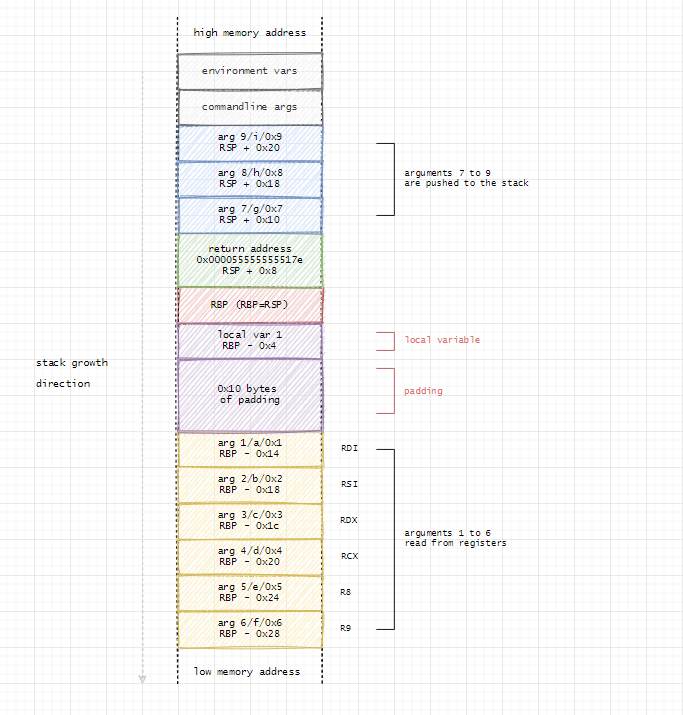 high memory address
environment vars
commandline args
arg 9/i/0x9
RSP + 0x20
arg 8/h/0x8
RSP + 0x18
arg 7/g/0x7
RSP + 0x10
arguments 7 to 9
are pushed to the stack
return address
0x000055555555517e
RSP + 0x8
RBP (RBP=RSP)
local var 1
RBP - 0x4
local variable
stack growth
direction
0x10 bytes
of padding
padding
arg 1/a/0x1
RBP - 0x14
RDI
arg 2/b/0x2
RBP - 0x18
RSI
arg 3/c/0x3
RBP - 0x1c
RDX
arg 4/d/0x4
RBP - 0x20
RCX
arg 5/e/0x5
RBP - 0x24
R8
arg 6/f/0x6
RBP - 0x28
R9
arguments 1 to 6
read from registers
low memory address